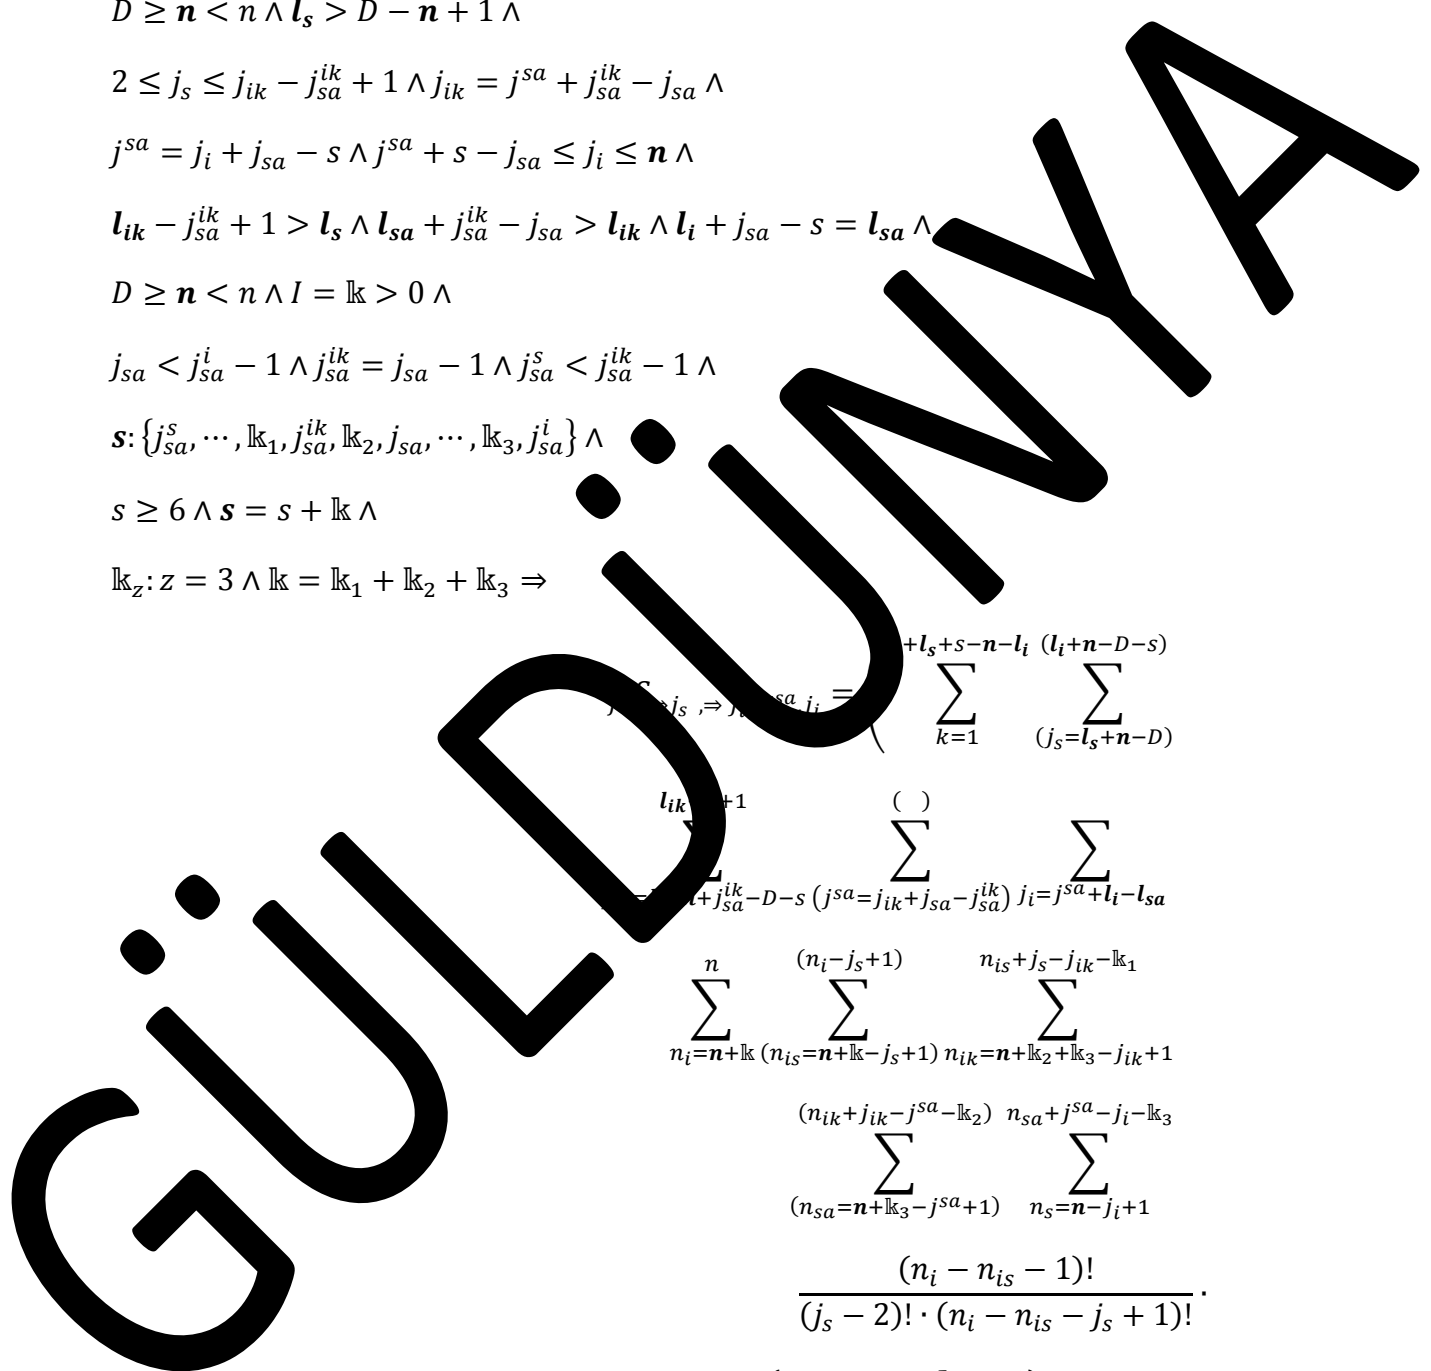 D ≥ n < n ∧ l_s > D − n + 1 ∧
2 ≤ j_s ≤ j_{ik} − j_{sa}^{ik} + 1 ∧ j_{ik} = j^{sa} + j_{sa}^{ik} − j_{sa} ∧
j^{sa} = j_i + j_{sa} − s ∧ j^{sa} + s − j_{sa} ≤ j_i ≤ n ∧
l_{ik} − j_{sa}^{ik} + 1 > l_s ∧ l_{sa} + j_{sa}^{ik} − j_{sa} > l_{ik} ∧ l_i + j_{sa} − s = l_{sa} ∧
D ≥ n < n ∧ I = 𝕜 > 0 ∧
j_{sa} < j_{sa}^i − 1 ∧ j_{sa}^{ik} = j_{sa} − 1 ∧ j_{sa}^s < j_{sa}^{ik} − 1 ∧
s: {j_{sa}^s, ⋯, 𝕜_1, j_{sa}^{ik}, 𝕜_2, j_{sa}, ⋯, 𝕜_3, j_{sa}^i} ∧
s ≥ 6 ∧ s = s + 𝕜 ∧
𝕜_z: z = 3 ∧ 𝕜 = 𝕜_1 + 𝕜_2 + 𝕜_3 ⇒
+l_s+s−n−l_i (l_i+n−D−s)
j_s ,⇒ j_i = ( ∑ ∑
k=1 (j_s=l_s+n−D)
l_{ik} +1 ( )
∑ ∑ ∑
+j_{sa}^{ik}−D−s (j^{sa}=j_{ik}+j_{sa}−j_{sa}^{ik}) j_i=j^{sa}+l_i−l_{sa}
n (n_i−j_s+1) n_{is}+j_s−j_{ik}−𝕜_1
∑ ∑ ∑
n_i=n+𝕜 (n_{is}=n+𝕜−j_s+1) n_{ik}=n+𝕜_2+𝕜_3−j_{ik}+1
(n_{ik}+j_{ik}−j^{sa}−𝕜_2) n_{sa}+j^{sa}−j_i−𝕜_3
∑ ∑
(n_{sa}=n+𝕜_3−j^{sa}+1) n_s=n−j_i+1
(n_i − n_{is} − 1)!
(j_s − 2)! · (n_i − n_{is} − j_s + 1)! ·
GÜLDÜNYA